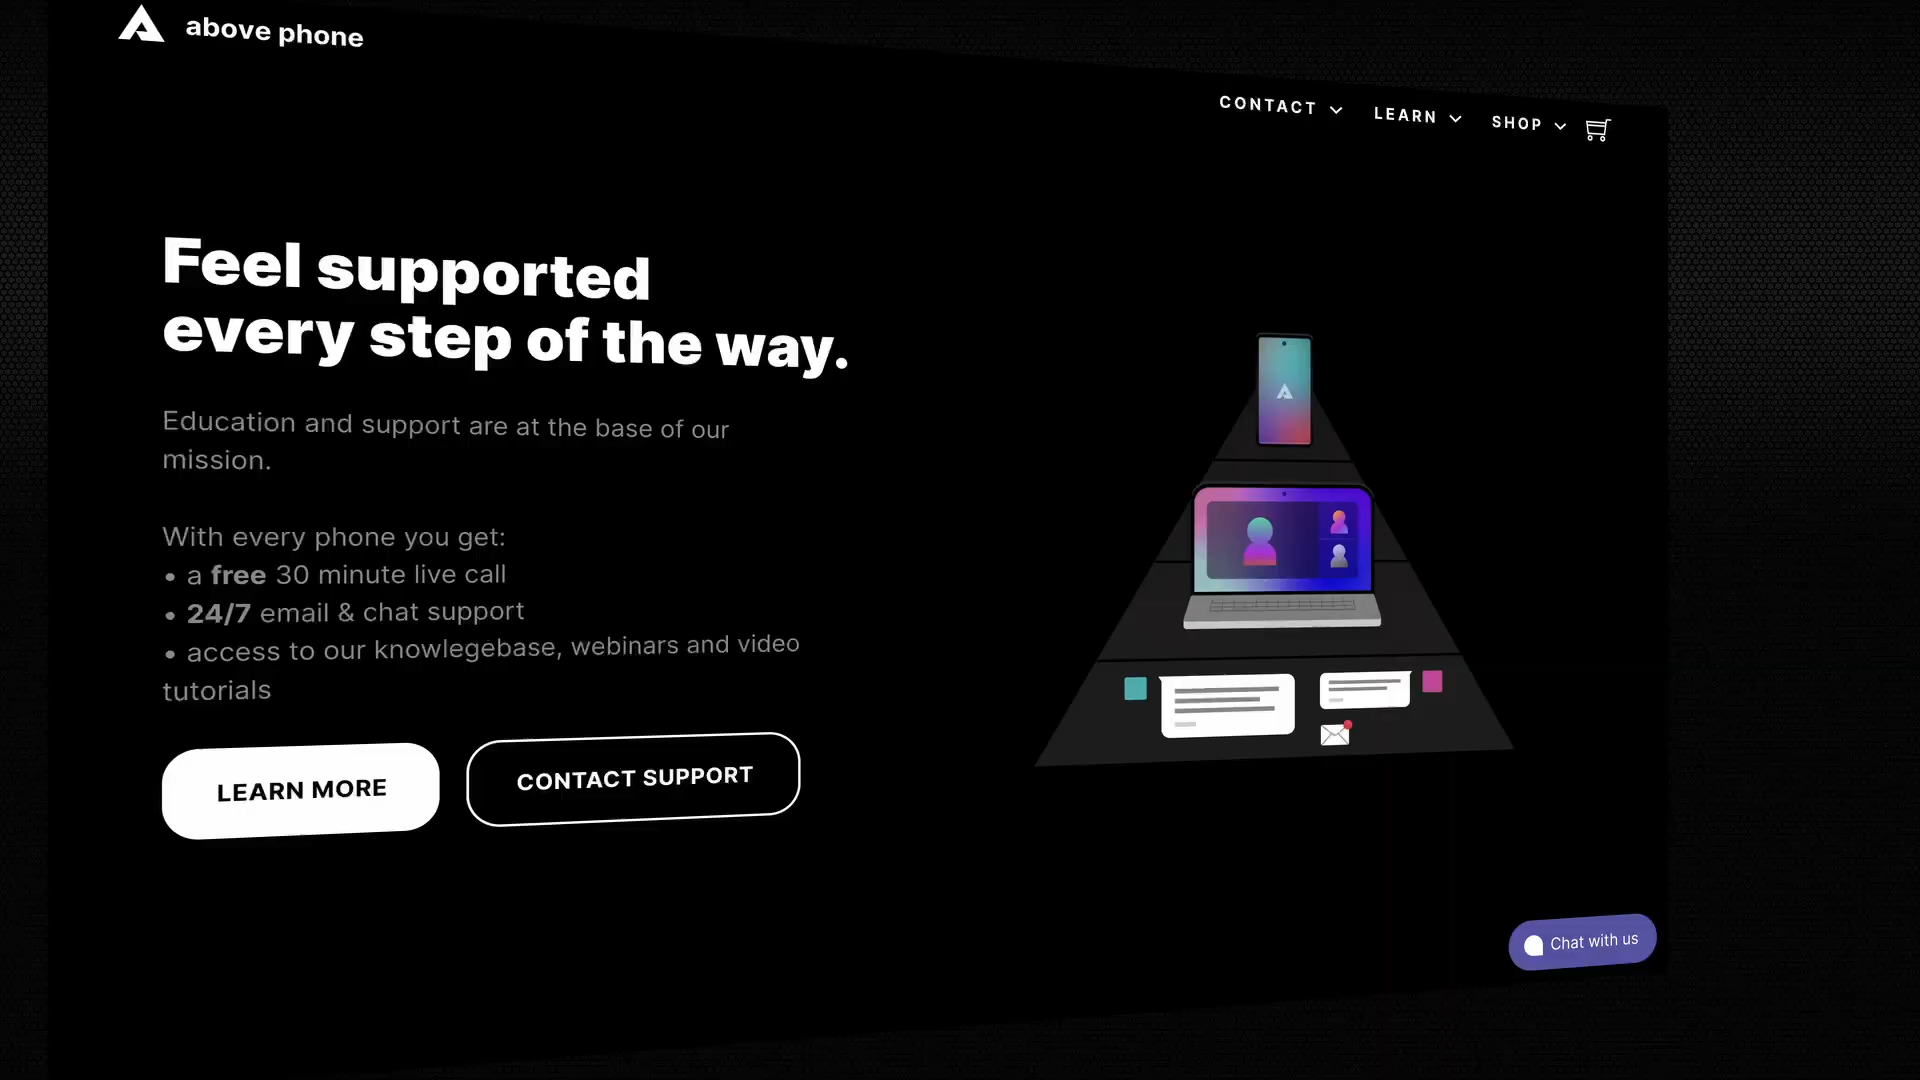 above phone
CONTACT
LEARN
SHOP
Feel supported
every step of the way.
Education and support are at the base of our
mission.
With every phone you get:
• a free 30 minute live call
• 24/7 email & chat support
• access to our knowlegebase, webinars and video
tutorials
LEARN MORE
CONTACT SUPPORT
Chat with us